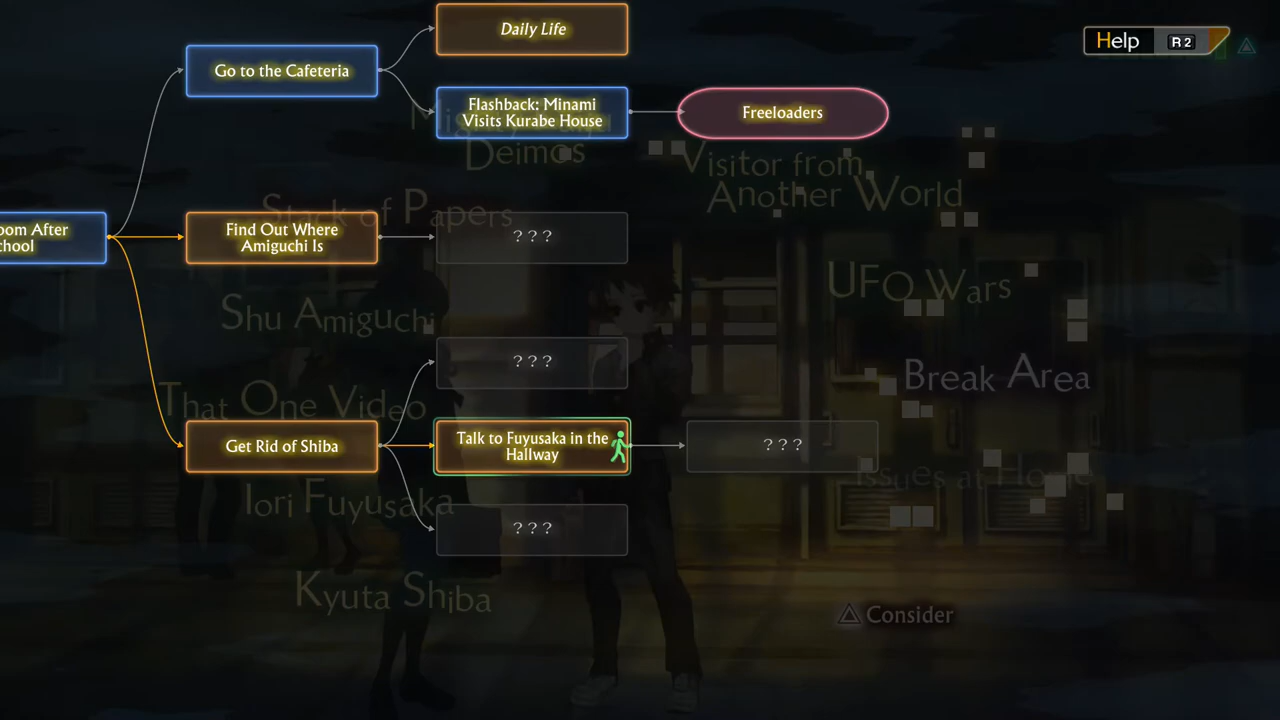 Daily Life
Help R2
Go to the Cafeteria
Flashback: Minami
Visits Kurabe House
Freeloaders
Deimos
Visitor from
Another World
Stack of Papers
oom After
chool
Find Out Where
Amiguchi Is
? ? ?
UFO Wars
Shu Amiguchi
? ? ?
Break Area
That One Video
Get Rid of Shiba
Talk to Fuyusaka in the
Hallway
? ? ?
Issues at Home
Iori Fuyusaka
? ? ?
Kyuta Shiba
Consider